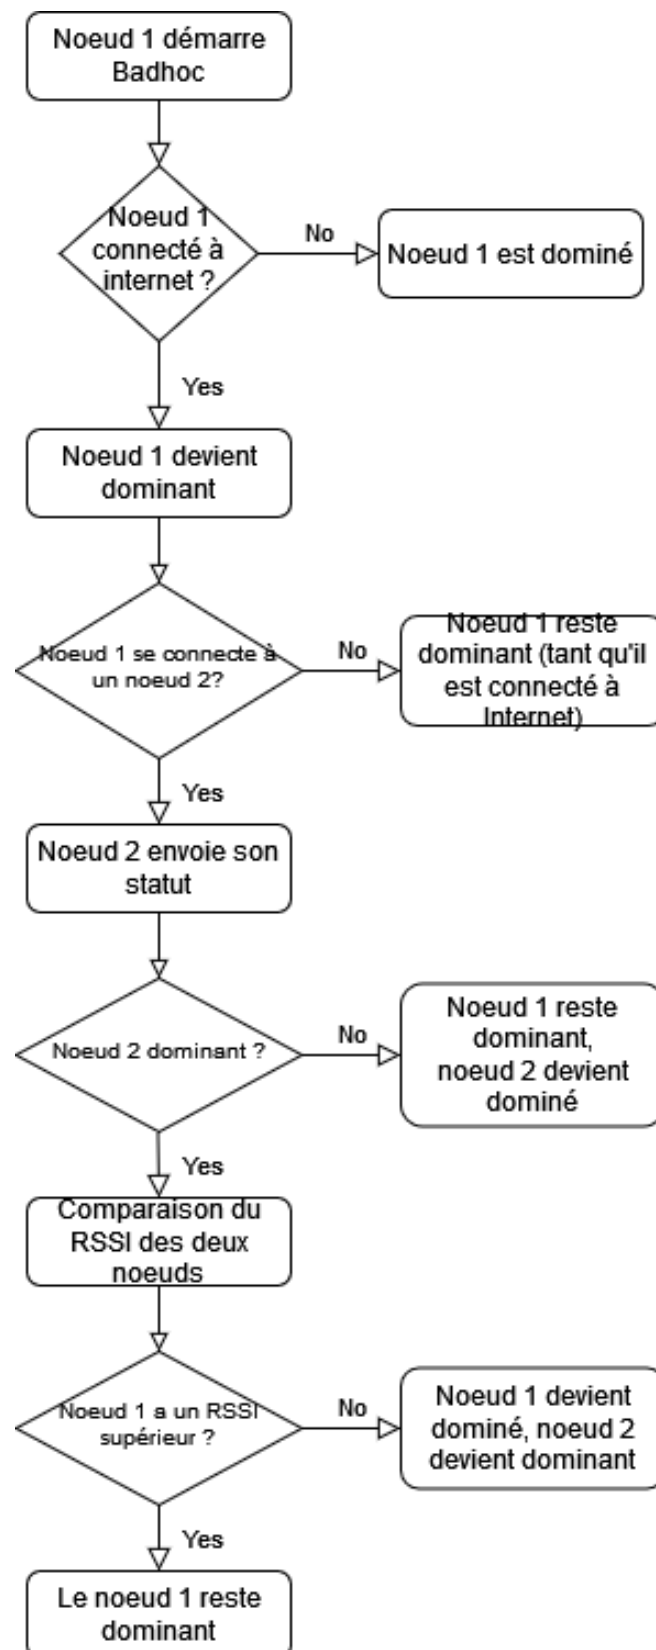 Noeud 1 démarre
Badhoc
Noeud 1
connecté à
internet ?
No
Noeud 1 est dominé
Yes
Noeud 1 devient
dominant
Noeud 1 se connecte à
un noeud 2?
No
Noeud 1 reste
dominant (tant qu'il
est connecté à
Internet)
Yes
Noeud 2 envoie son
statut
Noeud 2 dominant ?
No
Noeud 1 reste
dominant,
noeud 2 devient
dominé
Yes
Comparaison du
RSSI des deux
noeuds
Noeud 1 a un RSSI
supérieur ?
No
Noeud 1 devient
dominé, noeud 2
devient dominant
Yes
Le noeud 1 reste
dominant